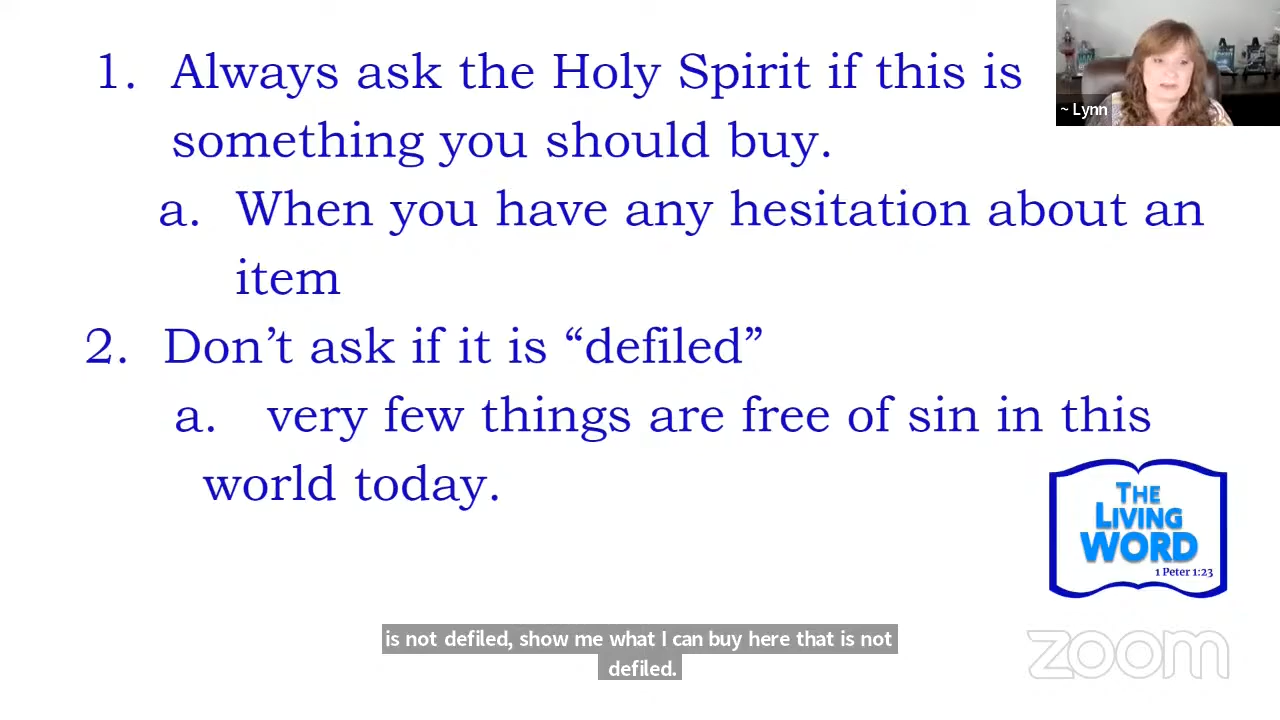 1. Always ask the Holy Spirit if this is
something you should buy.
a. When you have any hesitation about an
item
2. Don’t ask if it is “defiled”
a. very few things are free of sin in this
world today.
~ Lynn
THE
LIVING
WORD
1 Peter 1:23
is not defiled, show me what I can buy here that is not
defiled.
zoom